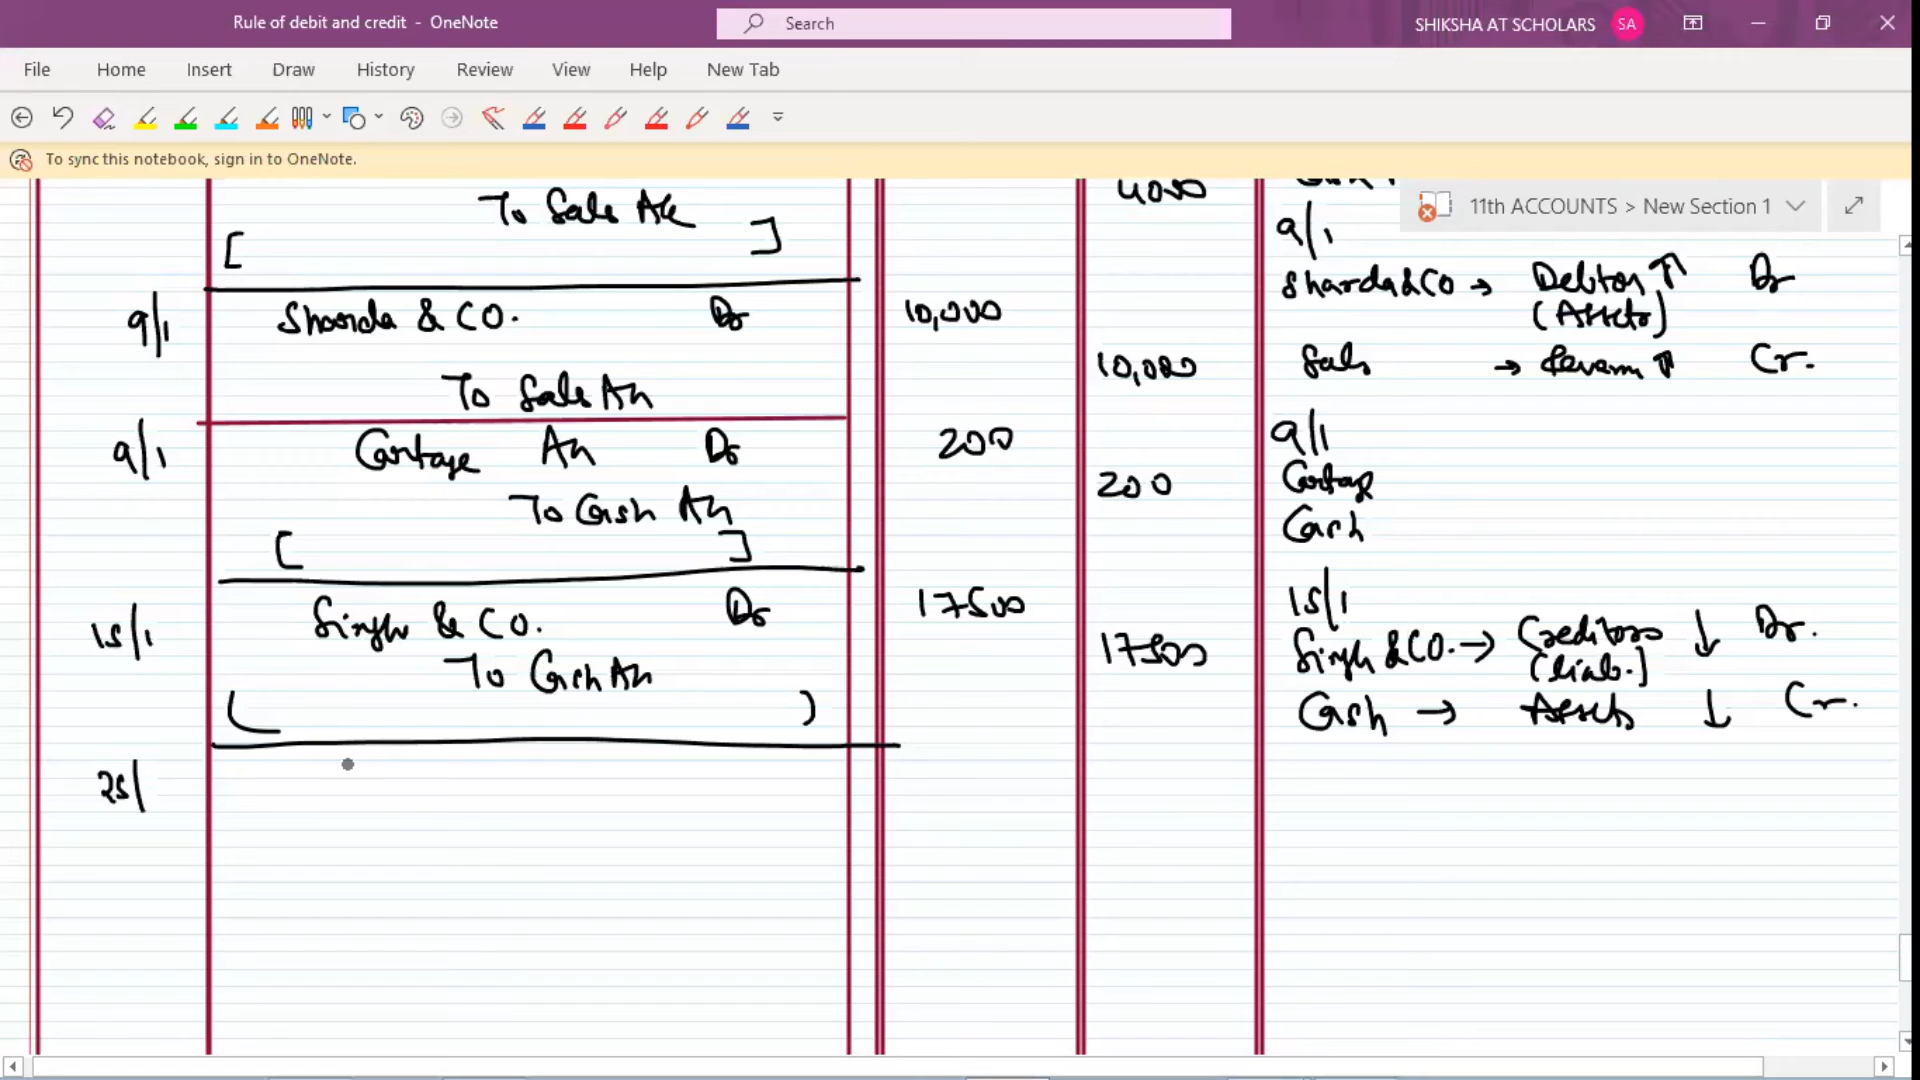 Rule of debit and credit - OneNote
Search
SHIKSHA AT SCHOLARS SA
File Home Insert Draw History Review View Help New Tab
To sync this notebook, sign in to OneNote.
11th ACCOUNTS > New Section 1
4000
To Sales A/c
[ ]
9/1 Sharda & CO. Dr 10,000
To Sales A/c 10,000
9/1 Cartage A/c Dr 200
To Cash A/c 200
[ ]
15/1 Singh & CO. Dr 17500
To Cash A/c 17500
( )
25/
9/1
Sharda & CO → Debtor ↑ Dr
(Assets)
Sales → Revenue ↑ Cr.
9/1
Cartage
Cash
15/1
Singh & CO. → Creditors ↓ Dr.
(Liab.)
Cash → Assets ↓ Cr.